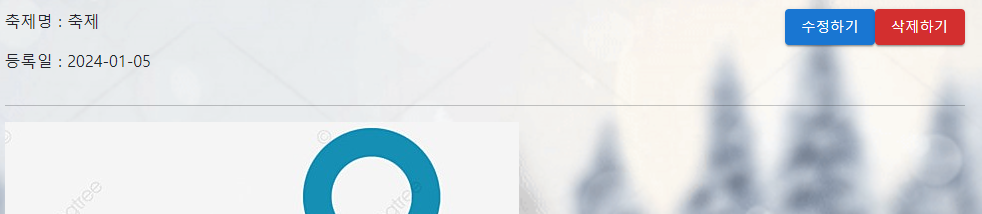 축제명 : 축제
수정하기 삭제하기
등록일 : 2024-01-05